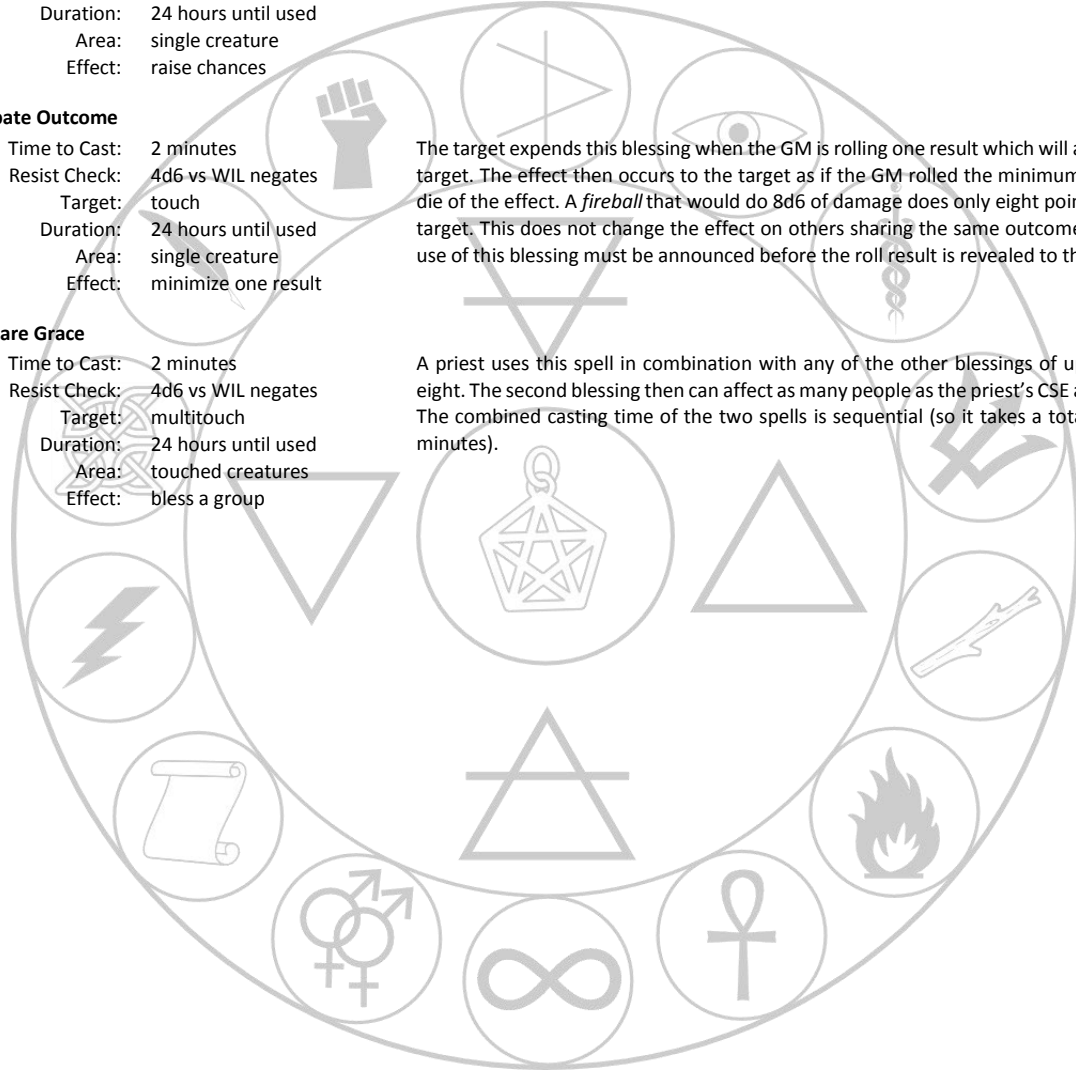 Duration: 24 hours until used
Area: single creature
Effect: raise chances
pate Outcome
Time to Cast: 2 minutes
Resist Check: 4d6 vs WIL negates
Target: touch
Duration: 24 hours until used
Area: single creature
Effect: minimize one result
The target expends this blessing when the GM is rolling one result which will a
target. The effect then occurs to the target as if the GM rolled the minimum
die of the effect. A fireball that would do 8d6 of damage does only eight poin
target. This does not change the effect on others sharing the same outcome
use of this blessing must be announced before the roll result is revealed to th
are Grace
Time to Cast: 2 minutes
Resist Check: 4d6 vs WIL negates
Target: multitouch
Duration: 24 hours until used
Area: touched creatures
Effect: bless a group
A priest uses this spell in combination with any of the other blessings of u
eight. The second blessing then can affect as many people as the priest's CSE a
The combined casting time of the two spells is sequential (so it takes a tota
minutes).